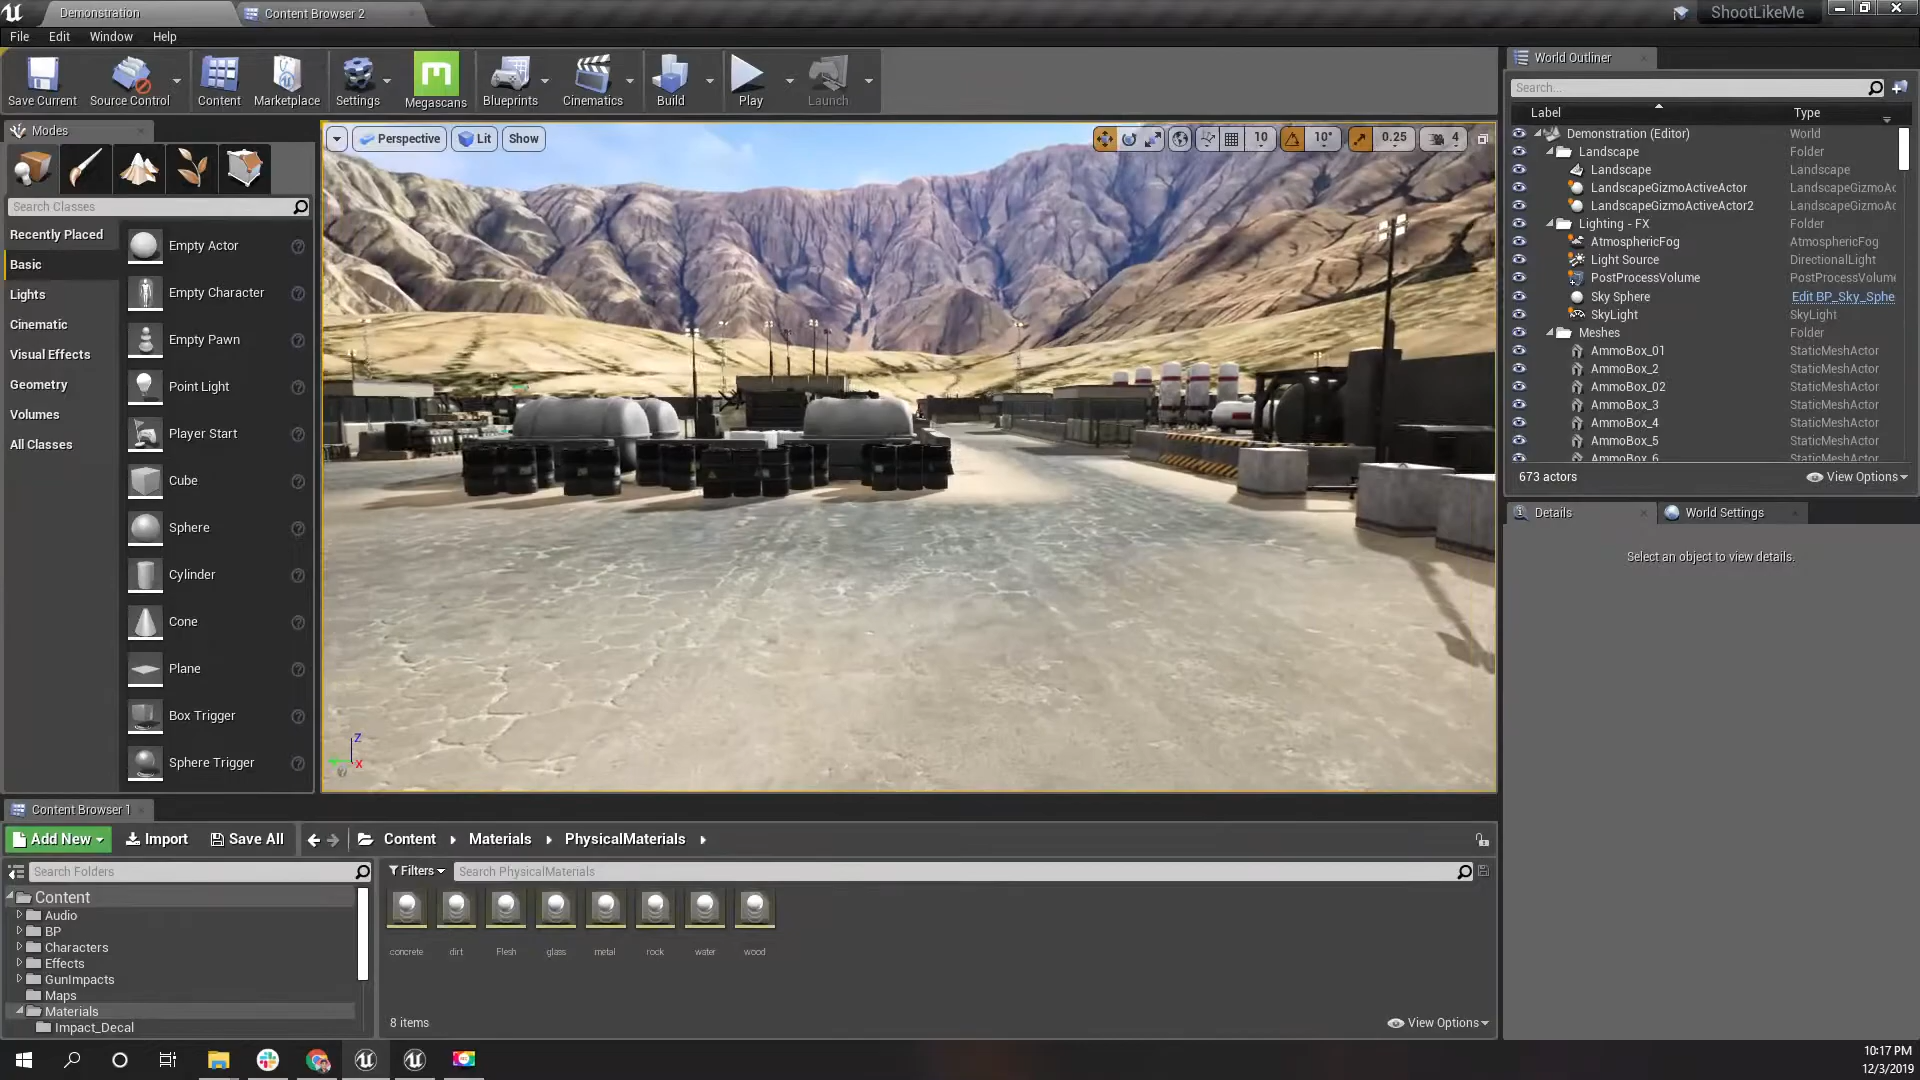 Demonstration
Content Browser 2
ShootLikeMe
File
Edit
Window
Help
Save Current
Source Control
Content
Marketplace
Settings
Megascans
Blueprints
Cinematics
Build
Play
Launch
Modes
Search Classes
Recently Placed
Basic
Lights
Cinematic
Visual Effects
Geometry
Volumes
All Classes
Empty Actor
Empty Character
Empty Pawn
Point Light
Player Start
Cube
Sphere
Cylinder
Cone
Plane
Box Trigger
Sphere Trigger
Perspective
Lit
Show
10
10°
0.25
4
Z
X
World Outliner
Search...
Label
Type
Demonstration (Editor) World
Landscape Folder
Landscape Landscape
LandscapeGizmoActiveActor LandscapeGizmoAc
LandscapeGizmoActiveActor2 LandscapeGizmoAc
Lighting - FX Folder
AtmosphericFog AtmosphericFog
Light Source DirectionalLight
PostProcessVolume PostProcessVolume
Sky Sphere Edit BP_Sky_Sphe
SkyLight SkyLight
Meshes Folder
AmmoBox_01 StaticMeshActor
AmmoBox_2 StaticMeshActor
AmmoBox_02 StaticMeshActor
AmmoBox_3 StaticMeshActor
AmmoBox_4 StaticMeshActor
AmmoBox_5 StaticMeshActor
AmmoBox_6 StaticMeshActor
673 actors
View Options
Details
World Settings
Select an object to view details.
Content Browser 1
Add New
Import
Save All
Content
Materials
PhysicalMaterials
Search Folders
Filters
Search PhysicalMaterials
Content
Audio
BP
Characters
Effects
GunImpacts
Maps
Materials
Impact_Decal
concrete
dirt
Flesh
glass
metal
rock
water
wood
8 items
View Options
10:17 PM
12/3/2019